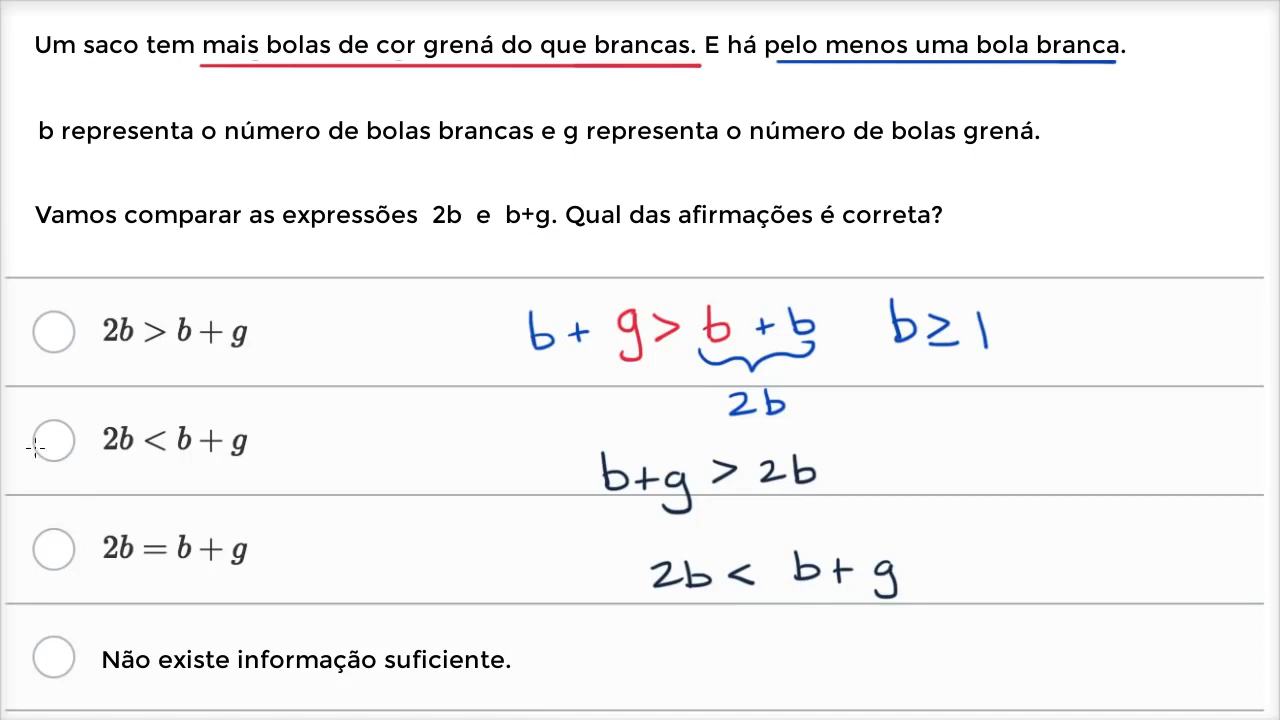 Um saco tem mais bolas de cor grená do que brancas. E há pelo menos uma bola branca.
b representa o número de bolas brancas e g representa o número de bolas grená.
Vamos comparar as expressões 2b e b+g. Qual das afirmações é correta?
2b > b + g
b + g > b + b b ≥ 1
2b
2b < b + g
b+g > 2b
2b = b + g
2b < b + g
Não existe informação suficiente.